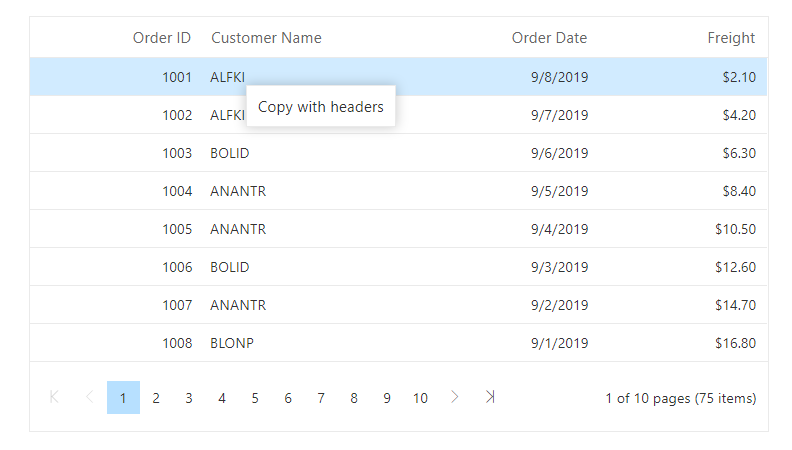 Order ID Customer Name Order Date Freight
1001 ALFKI 9/8/2019 $2.10
Copy with headers
1002 ALFKI 9/7/2019 $4.20
1003 BOLID 9/6/2019 $6.30
1004 ANANTR 9/5/2019 $8.40
1005 ANANTR 9/4/2019 $10.50
1006 BOLID 9/3/2019 $12.60
1007 ANANTR 9/2/2019 $14.70
1008 BLONP 9/1/2019 $16.80
1 2 3 4 5 6 7 8 9 10 1 of 10 pages (75 items)